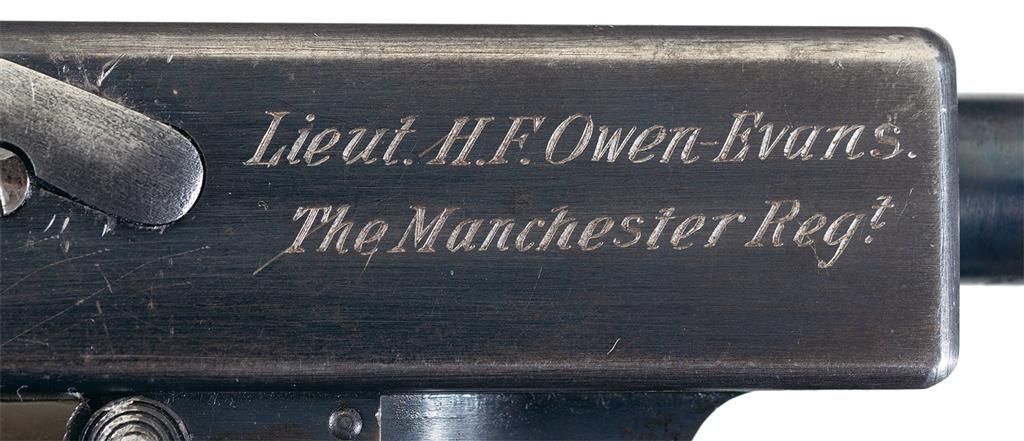 Lieut. H.F. Owen-Evans.
The Manchester Regt.